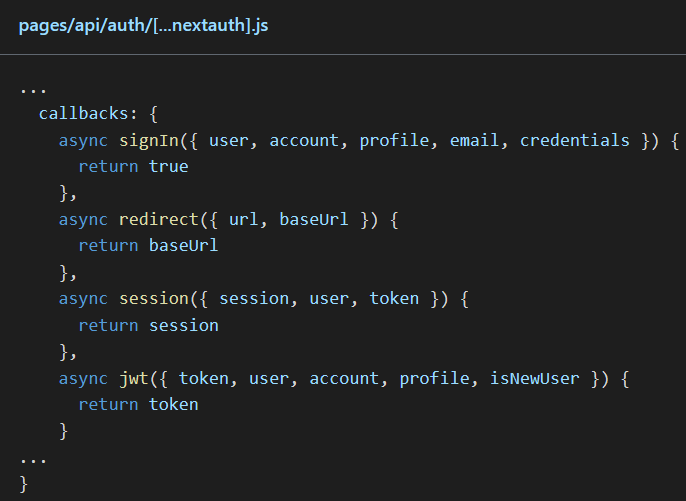 pages/api/auth/[...nextauth].js
...
  callbacks: {
    async signIn({ user, account, profile, email, credentials }) {
      return true
    },
    async redirect({ url, baseUrl }) {
      return baseUrl
    },
    async session({ session, user, token }) {
      return session
    },
    async jwt({ token, user, account, profile, isNewUser }) {
      return token
    }
...
}